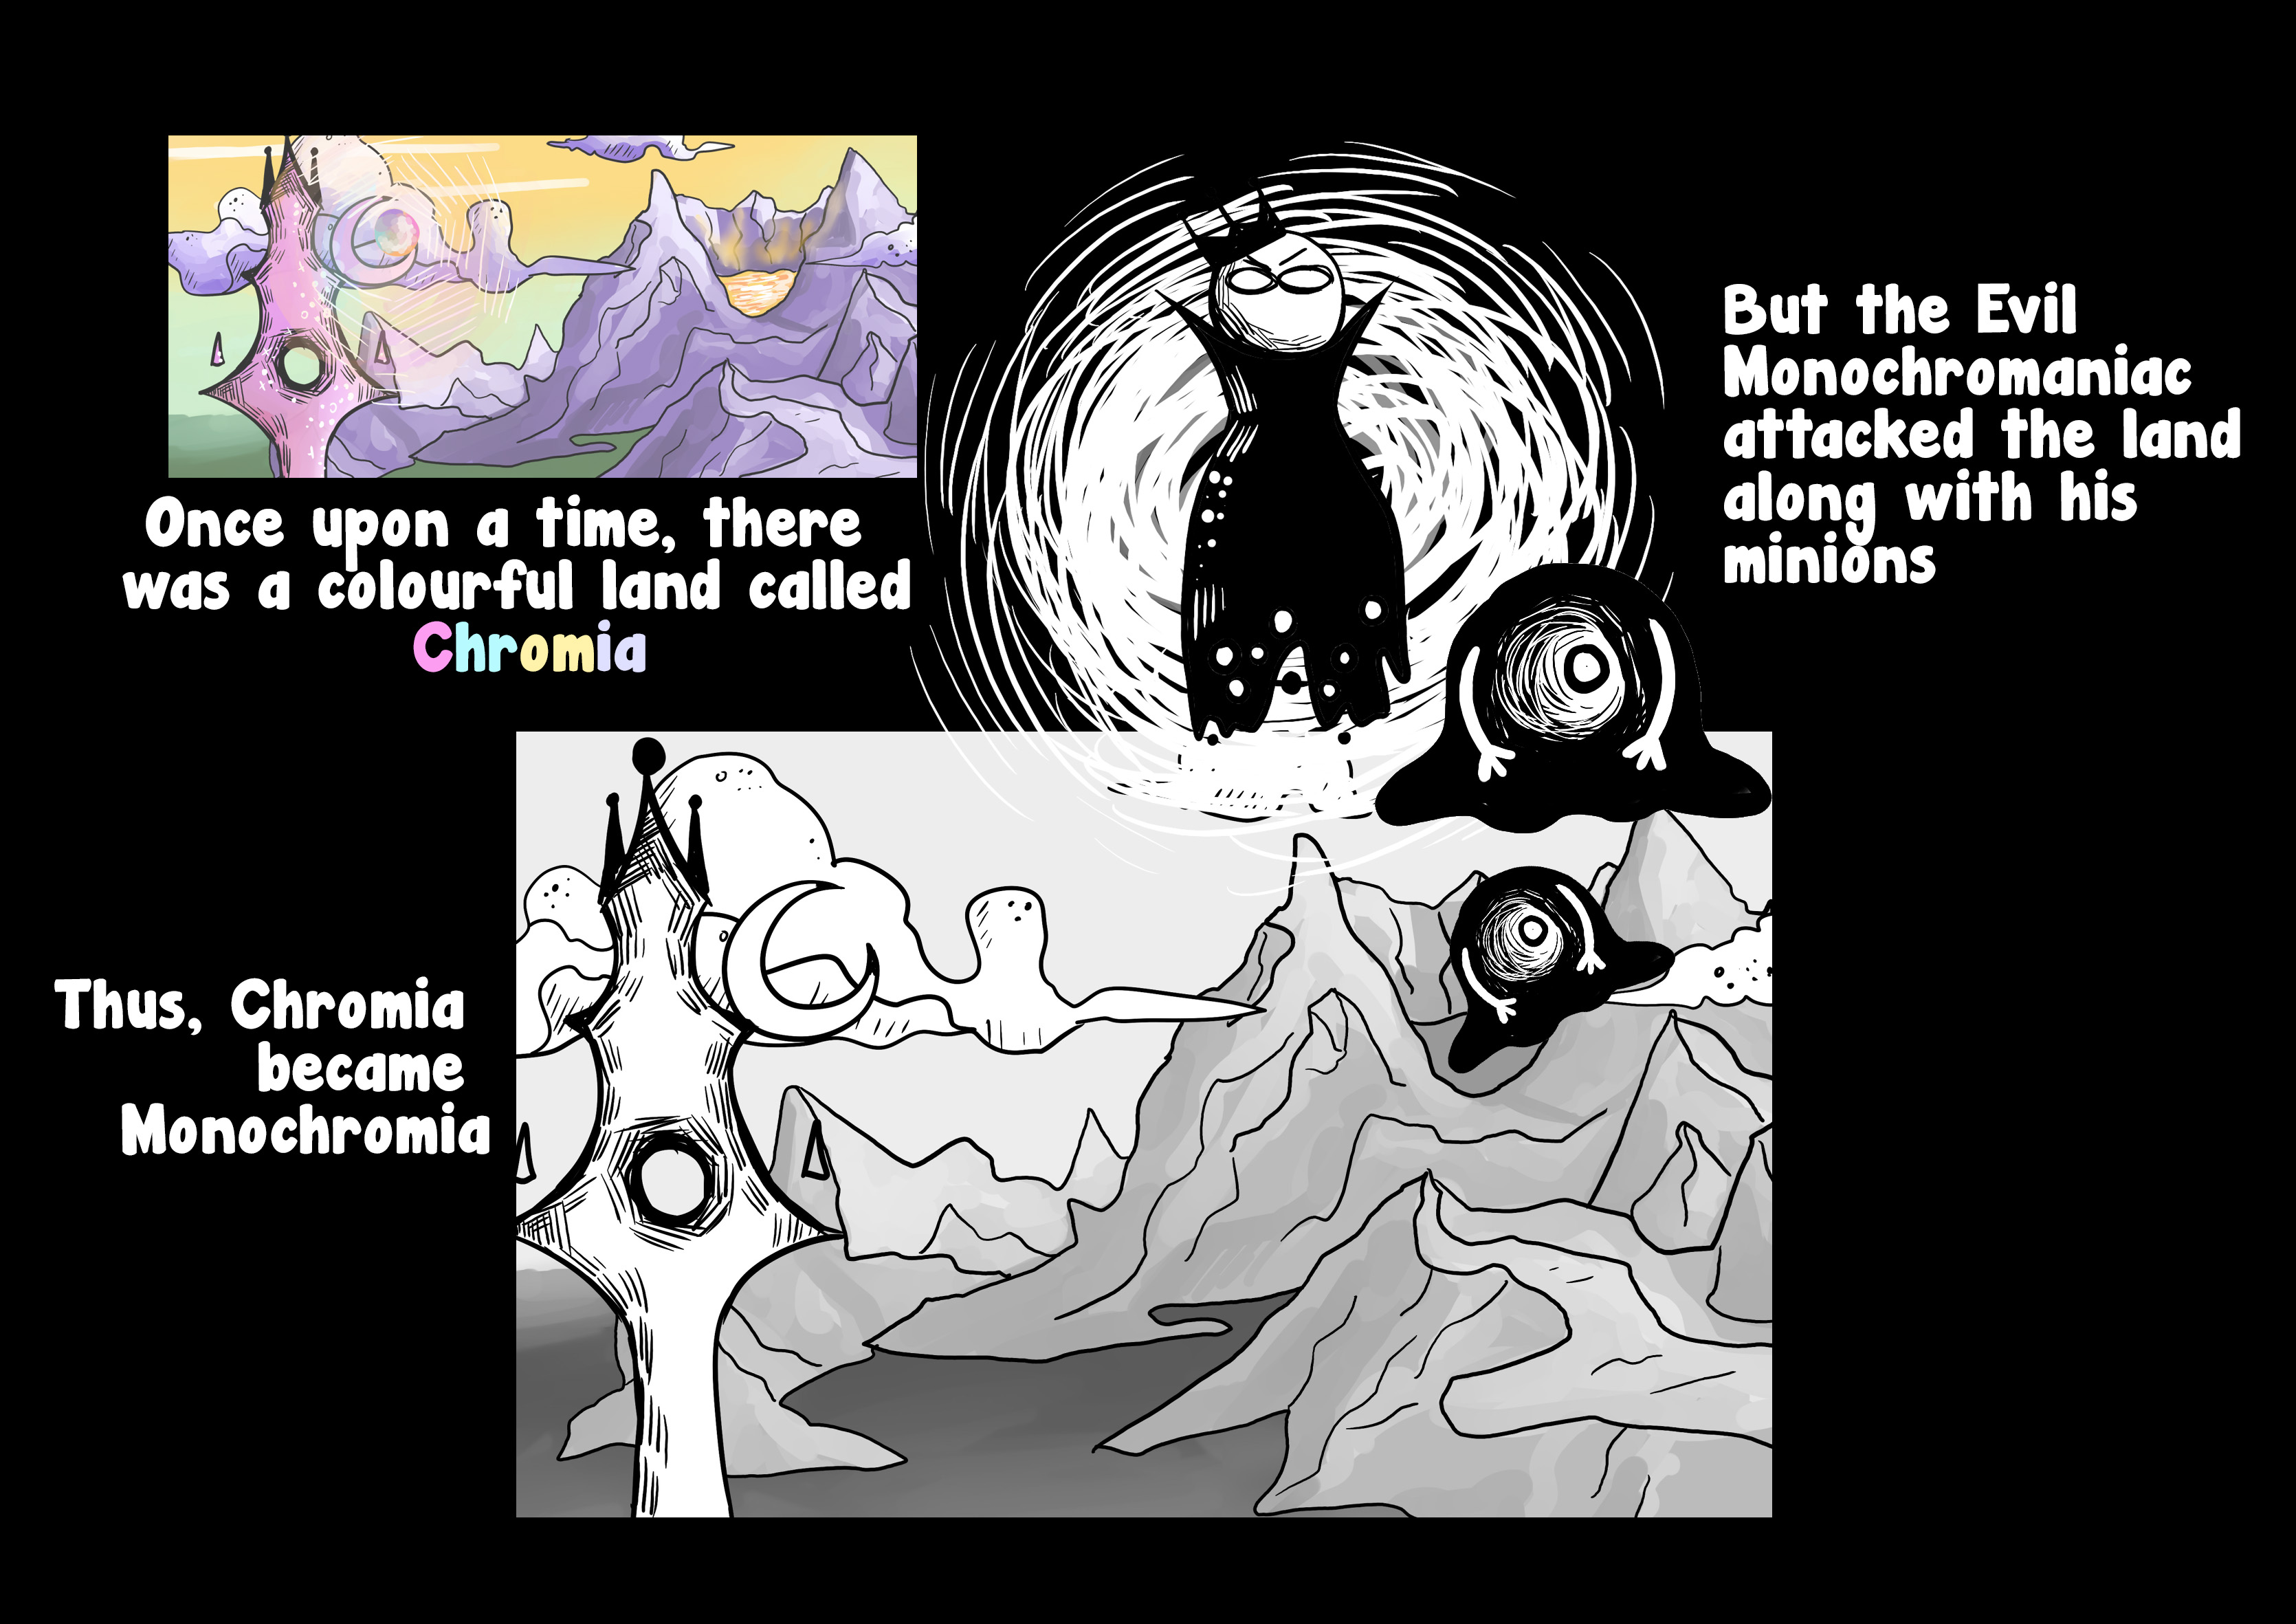 Once upon a time, there
was a colourful land called
Chromia
But the Evil
Monochromaniac
attacked the land
along with his
minions
Thus, Chromia
became
Monochromia